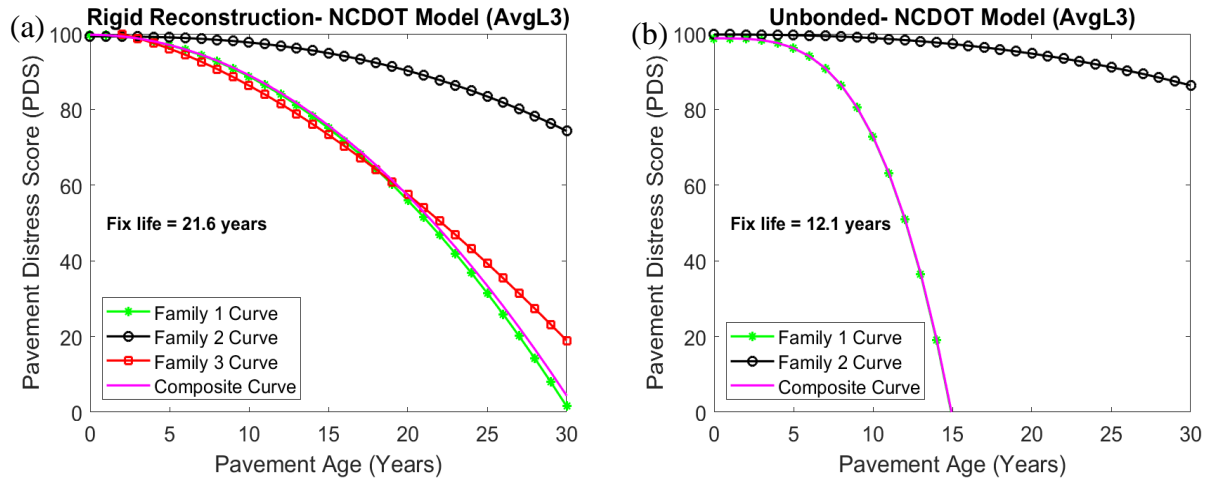 (a)
Rigid Reconstruction- NCDOT Model (AvgL3)
Pavement Distress Score (PDS)
100
80
60
40
20
0
Fix life = 21.6 years
Family 1 Curve
Family 2 Curve
Family 3 Curve
Composite Curve
0 5 10 15 20 25 30
Pavement Age (Years)
(b)
Unbonded- NCDOT Model (AvgL3)
Pavement Distress Score (PDS)
100
80
60
40
20
0
Fix life = 12.1 years
Family 1 Curve
Family 2 Curve
Composite Curve
0 5 10 15 20 25 30
Pavement Age (Years)